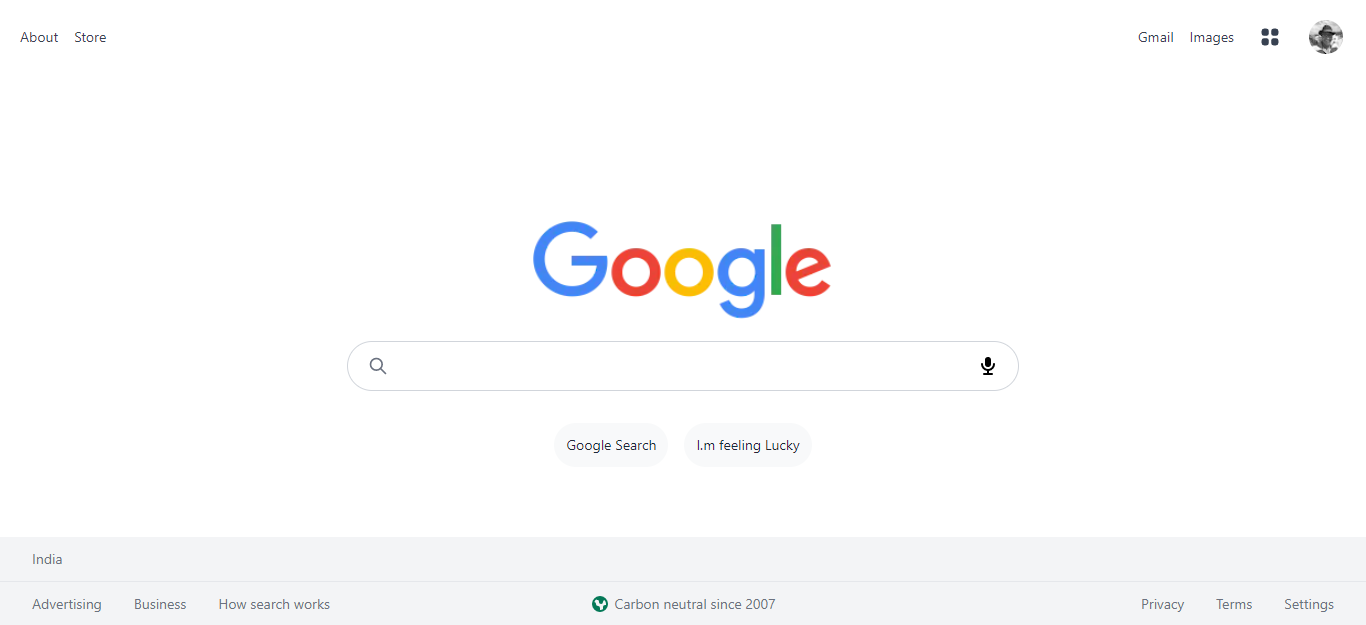 About Store Gmail Images
Google
Google Search I.m feeling Lucky
India
Advertising Business How search works Carbon neutral since 2007 Privacy Terms Settings